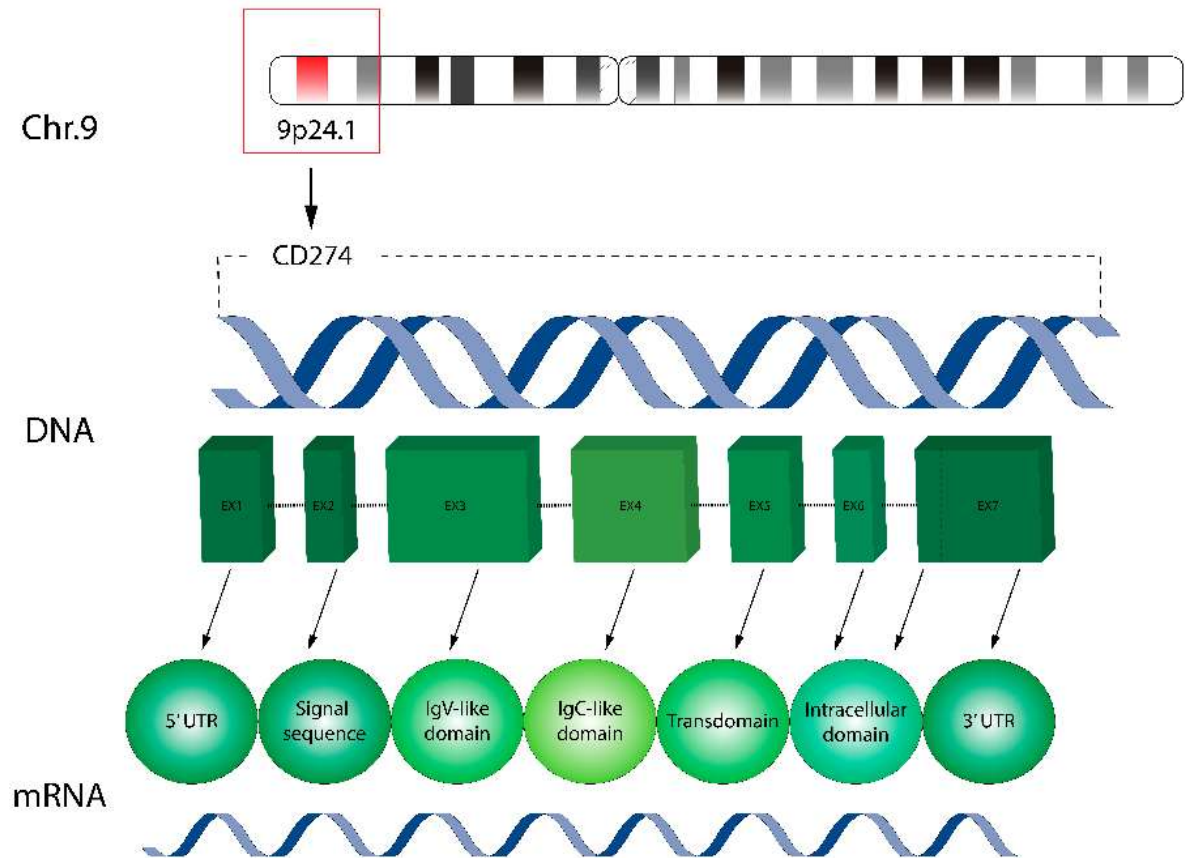 Chr.9
9p24.1
CD274
DNA
EX1
EX2
EX3
EX4
EX5
EX6
EX7
5' UTR
Signal
sequence
IgV-like
domain
IgC-like
domain
Transdomain
Intracellular
domain
3' UTR
mRNA